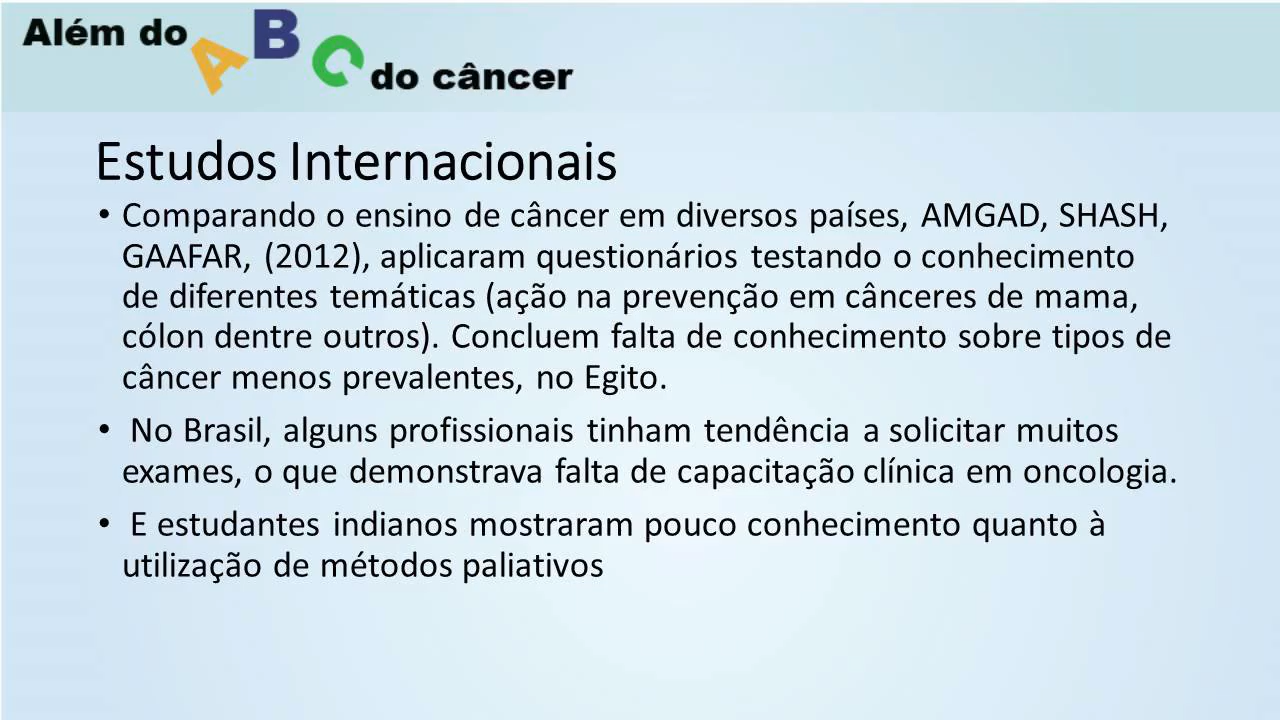 Além do ABC do câncer
Estudos Internacionais
• Comparando o ensino de câncer em diversos países, AMGAD, SHASH,
GAAFAR, (2012), aplicaram questionários testando o conhecimento
de diferentes temáticas (ação na prevenção em cânceres de mama,
cólon dentre outros). Concluem falta de conhecimento sobre tipos de
câncer menos prevalentes, no Egito.
• No Brasil, alguns profissionais tinham tendência a solicitar muitos
exames, o que demonstrava falta de capacitação clínica em oncologia.
• E estudantes indianos mostraram pouco conhecimento quanto à
utilização de métodos paliativos